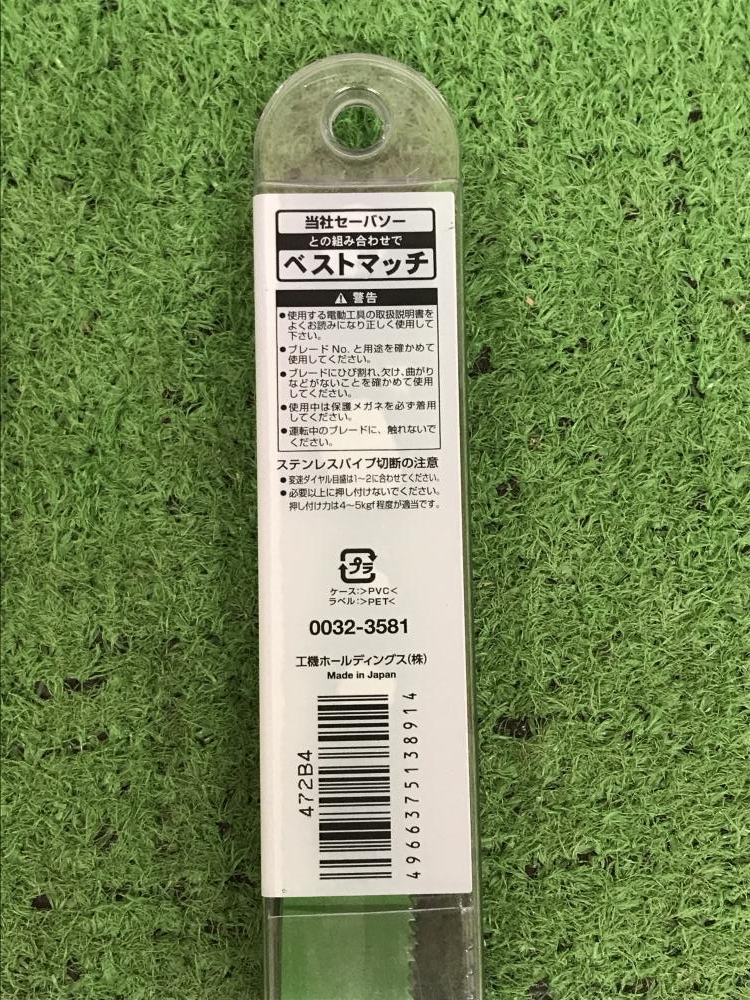 当社セーバソー
との組み合わせで
ベストマッチ
⚠ 警告
●使用する電動工具の取扱説明書を
よくお読みになり正しく使用して
下さい。
●ブレード No. と用途を確かめて
使用してください。
●ブレードにひび割れ、欠け、曲がり
などがないことを確かめて使用
してください。
●使用中は保護メガネを必ず着用
してください。
●運転中のブレードに、触れないで
ください。
ステンレスパイプ切断の注意
●変速ダイヤル目盛は1~2に合わせてください。
●必要以上に押し付けないでください。
押し付け力は4~5kgf程度が適当です。
プラ
ケース:>PVC<
ラベル:>PET<
0032-3581
工機ホールディングス(株)
Made in Japan
472B4
4966375138914